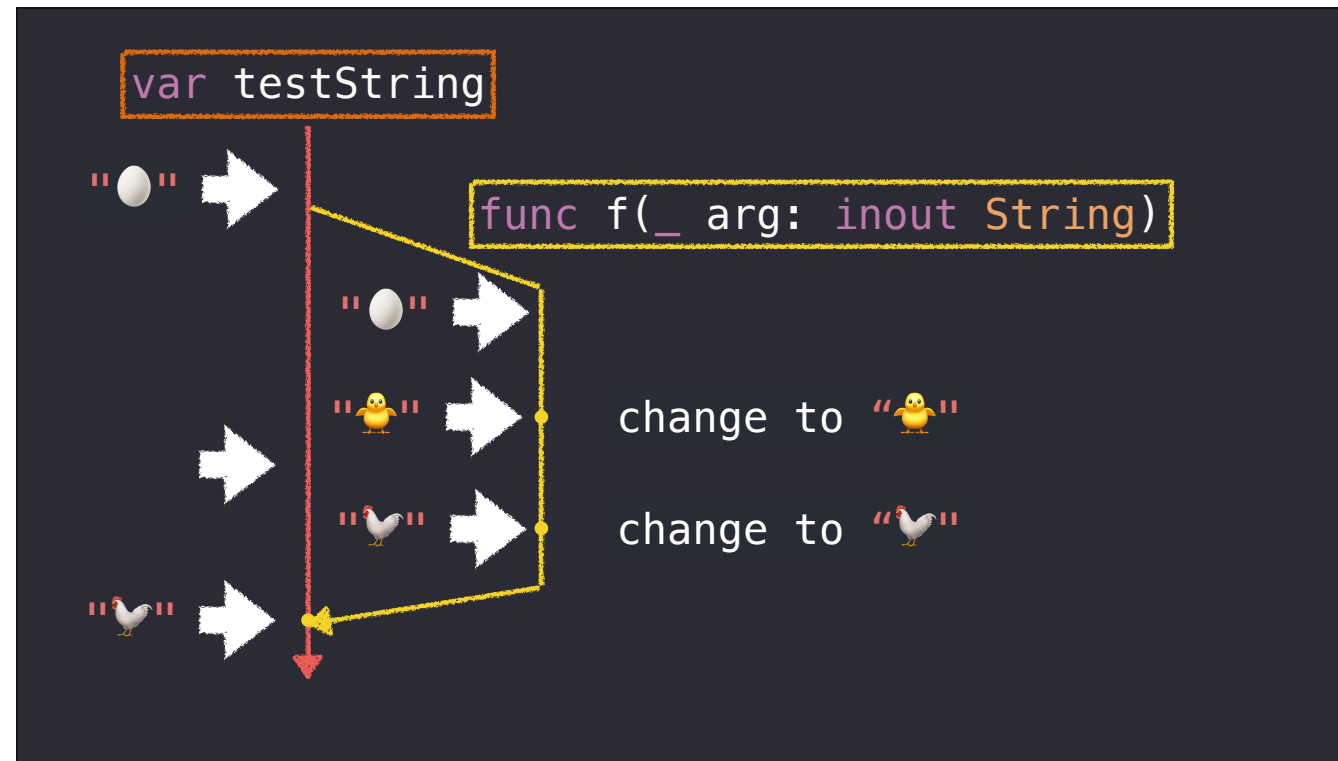 var testString
"🥚"
func f(_ arg: inout String)
"🥚"
"🐥" change to “🐥"
"🐓" change to “🐓"
"🐓"